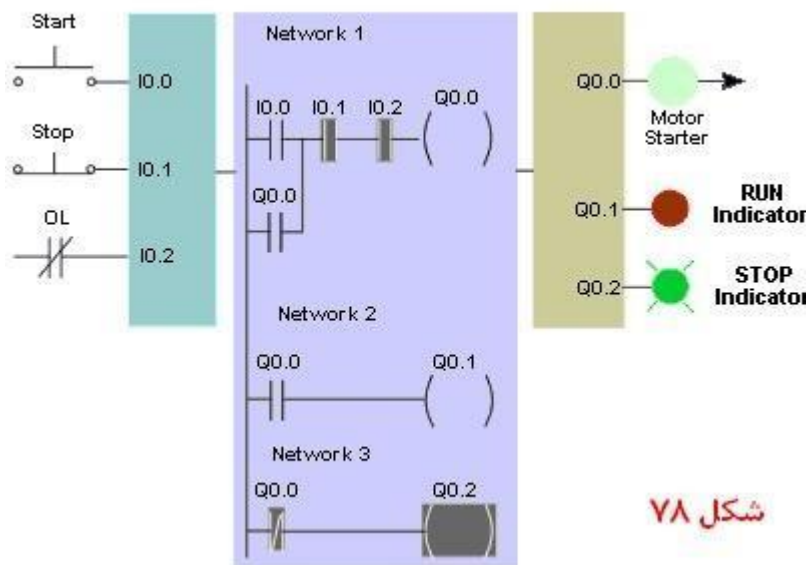 Start
I0.0
Stop
I0.1
OL
I0.2
Network 1
I0.0 I0.1 I0.2 Q0.0
Q0.0
Network 2
Q0.0 Q0.1
Network 3
Q0.0 Q0.2
Q0.0
Motor
Starter
Q0.1
RUN
Indicator
Q0.2
STOP
Indicator
شکل ۷۸